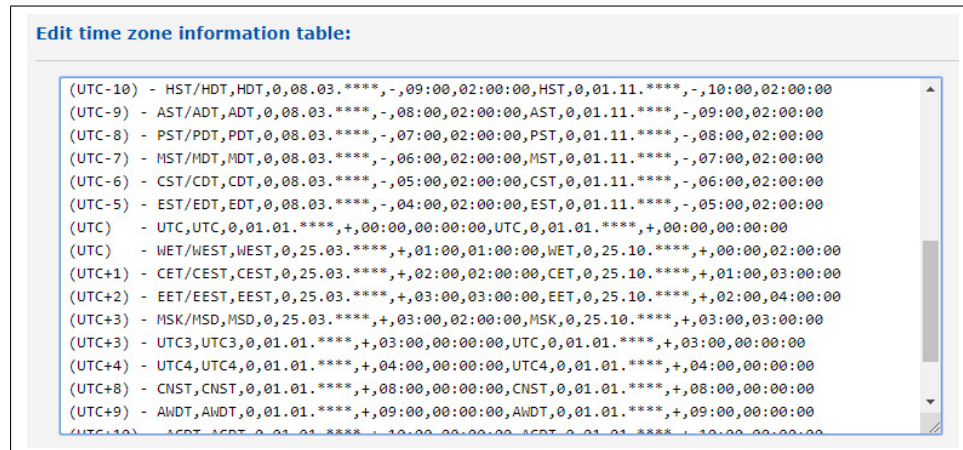 Edit time zone information table:
(UTC-10) - HST/HDT,HDT,0,08.03.****,-,09:00,02:00:00,HST,0,01.11.****,-,10:00,02:00:00
(UTC-9) - AST/ADT,ADT,0,08.03.****,-,08:00,02:00:00,AST,0,01.11.****,-,09:00,02:00:00
(UTC-8) - PST/PDT,PDT,0,08.03.****,-,07:00,02:00:00,PST,0,01.11.****,-,08:00,02:00:00
(UTC-7) - MST/MDT,MDT,0,08.03.****,-,06:00,02:00:00,MST,0,01.11.****,-,07:00,02:00:00
(UTC-6) - CST/CDT,CDT,0,08.03.****,-,05:00,02:00:00,CST,0,01.11.****,-,06:00,02:00:00
(UTC-5) - EST/EDT,EDT,0,08.03.****,-,04:00,02:00:00,EST,0,01.11.****,-,05:00,02:00:00
(UTC)   - UTC,UTC,0,01.01.****,+,00:00,00:00:00,UTC,0,01.01.****,+,00:00,00:00:00
(UTC)   - WET/WEST,WEST,0,25.03.****,+,01:00,01:00:00,WET,0,25.10.****,+,00:00,02:00:00
(UTC+1) - CET/CEST,CEST,0,25.03.****,+,02:00,02:00:00,CET,0,25.10.****,+,01:00,03:00:00
(UTC+2) - EET/EEST,EEST,0,25.03.****,+,03:00,03:00:00,EET,0,25.10.****,+,02:00,04:00:00
(UTC+3) - MSK/MSD,MSD,0,25.03.****,+,03:00,02:00:00,MSK,0,25.10.****,+,03:00,03:00:00
(UTC+3) - UTC3,UTC3,0,01.01.****,+,03:00,00:00:00,UTC,0,01.01.****,+,03:00,00:00:00
(UTC+4) - UTC4,UTC4,0,01.01.****,+,04:00,00:00:00,UTC4,0,01.01.****,+,04:00,00:00:00
(UTC+8) - CNST,CNST,0,01.01.****,+,08:00,00:00:00,CNST,0,01.01.****,+,08:00,00:00:00
(UTC+9) - AWDT,AWDT,0,01.01.****,+,09:00,00:00:00,AWDT,0,01.01.****,+,09:00,00:00:00